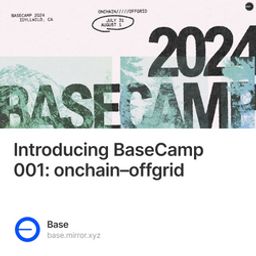 BASECAMP 2024
IDYLLWILD, CA
ONCHAIN/////OFFGRID
JULY 31
AUGUST 1
2024
BASECAMP
Introducing BaseCamp
001: onchain–offgrid
Base
base.mirror.xyz